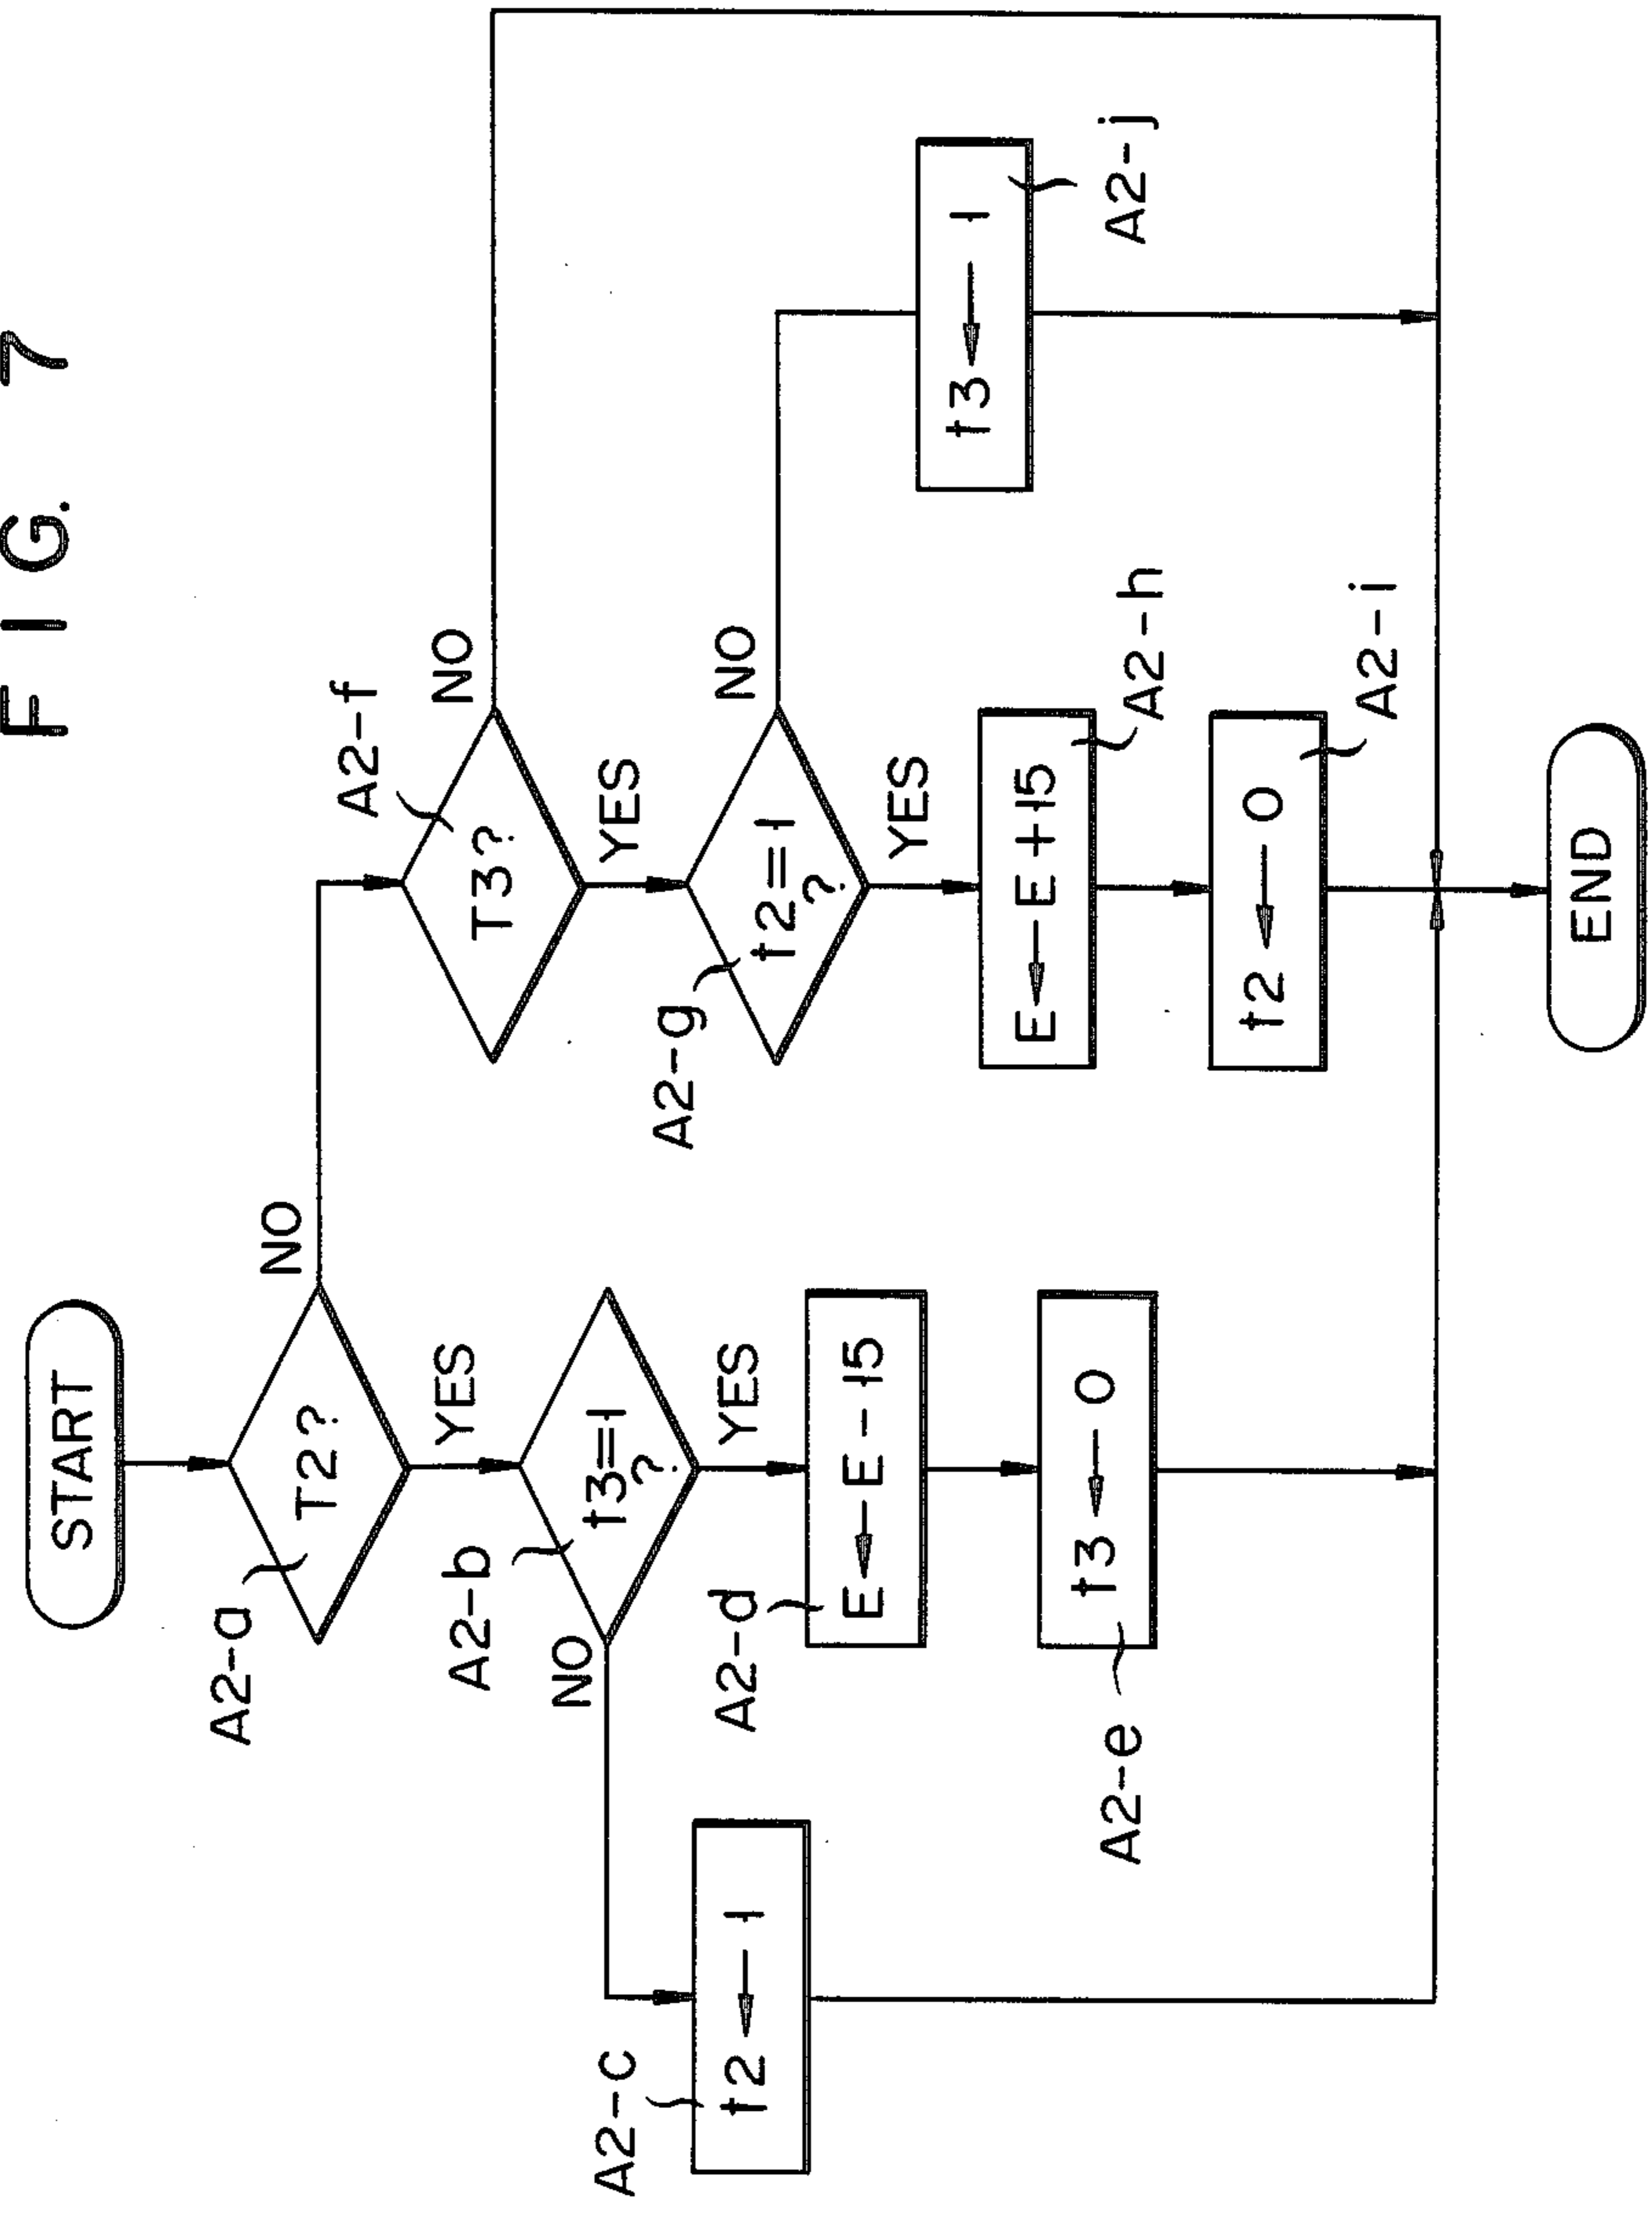 FIG. 7
START
A2-a
T2?
NO
YES
A2-b
t3=1
?
NO
YES
A2-c
t2←1
A2-d
E←E-15
A2-e
t3←0
A2-f
T3?
NO
YES
A2-g
t2=1
?
NO
YES
A2-h
E←E+15
A2-i
t2←0
A2-j
t3←1
END